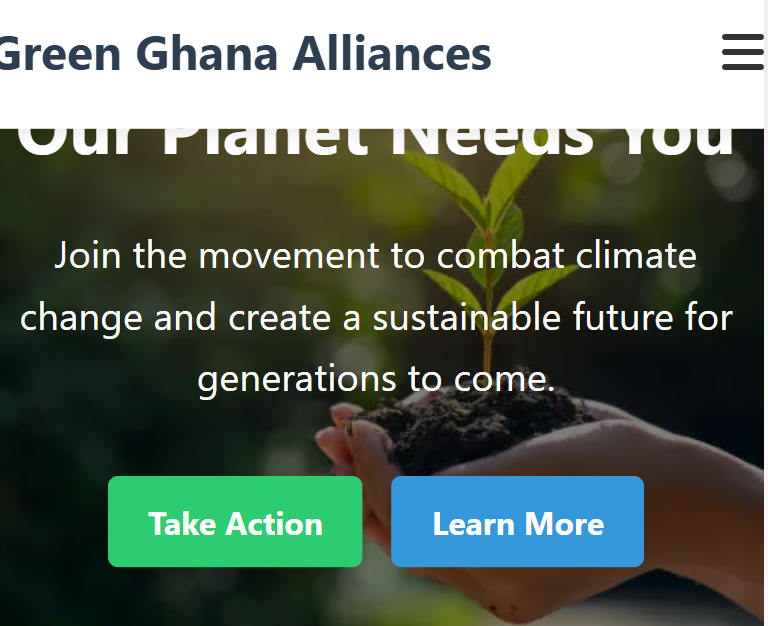 Green Ghana Alliances
Our Planet Needs You
Join the movement to combat climate
change and create a sustainable future for
generations to come.
Take Action
Learn More